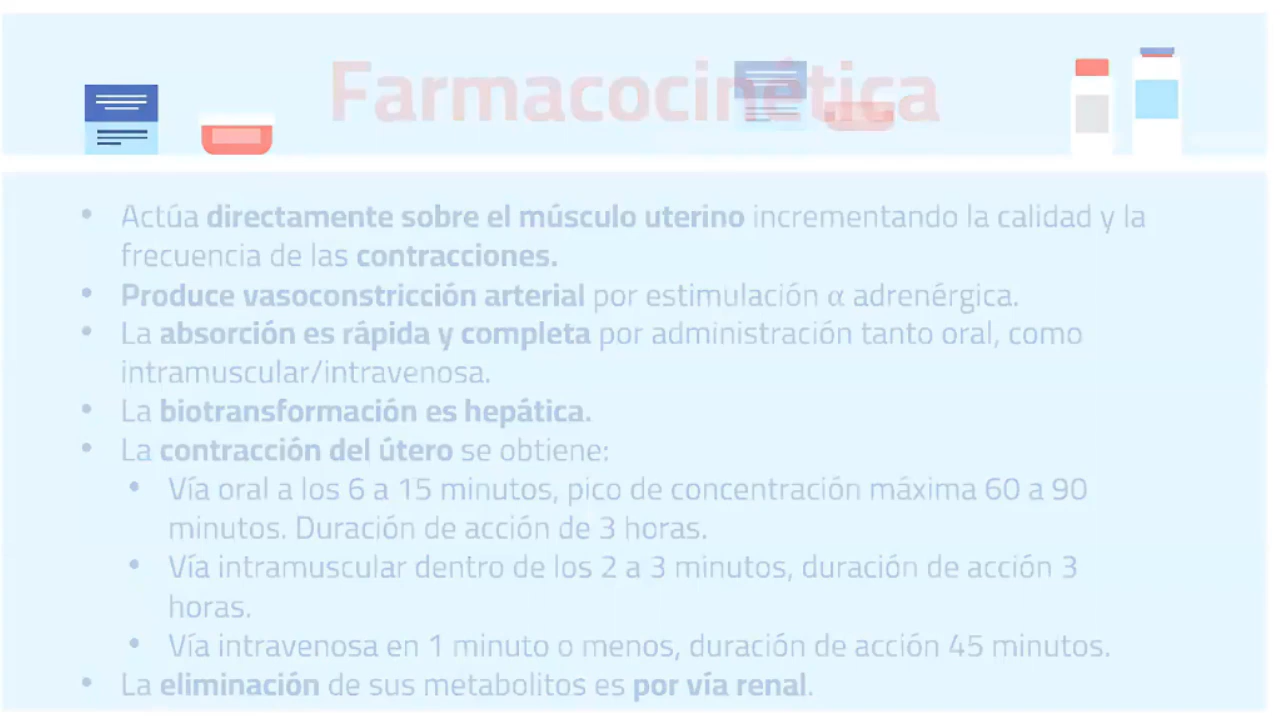 Farmacocinética
• Actúa directamente sobre el músculo uterino incrementando la calidad y la
frecuencia de las contracciones.
• Produce vasoconstricción arterial por estimulación α adrenérgica.
• La absorción es rápida y completa por administración tanto oral, como
intramuscular/intravenosa.
• La biotransformación es hepática.
• La contracción del útero se obtiene:
• Vía oral a los 6 a 15 minutos, pico de concentración máxima 60 a 90
minutos. Duración de acción de 3 horas.
• Vía intramuscular dentro de los 2 a 3 minutos, duración de acción 3
horas.
• Vía intravenosa en 1 minuto o menos, duración de acción 45 minutos.
• La eliminación de sus metabolitos es por vía renal.